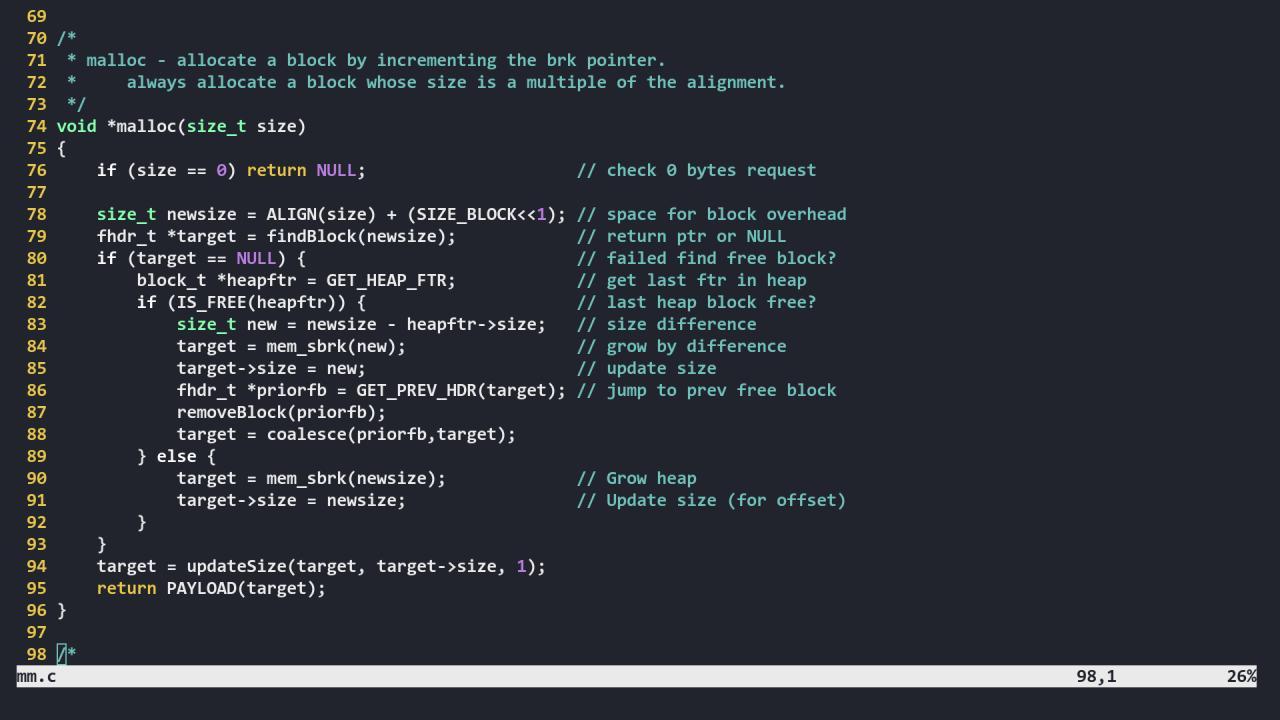 69
70 /*
71  * malloc - allocate a block by incrementing the brk pointer.
72  *     always allocate a block whose size is a multiple of the alignment.
73  */
74 void *malloc(size_t size)
75 {
76     if (size == 0) return NULL;                     // check 0 bytes request
77
78     size_t newsize = ALIGN(size) + (SIZE_BLOCK<<1); // space for block overhead
79     fhdr_t *target = findBlock(newsize);            // return ptr or NULL
80     if (target == NULL) {                           // failed find free block?
81         block_t *heapftr = GET_HEAP_FTR;            // get last ftr in heap
82         if (IS_FREE(heapftr)) {                     // last heap block free?
83             size_t new = newsize - heapftr->size;   // size difference
84             target = mem_sbrk(new);                 // grow by difference
85             target->size = new;                     // update size
86             fhdr_t *priorfb = GET_PREV_HDR(target); // jump to prev free block
87             removeBlock(priorfb);
88             target = coalesce(priorfb,target);
89         } else {
90             target = mem_sbrk(newsize);             // Grow heap
91             target->size = newsize;                 // Update size (for offset)
92         }
93     }
94     target = updateSize(target, target->size, 1);
95     return PAYLOAD(target);
96 }
97
98 /*
mm.c 98,1 26%